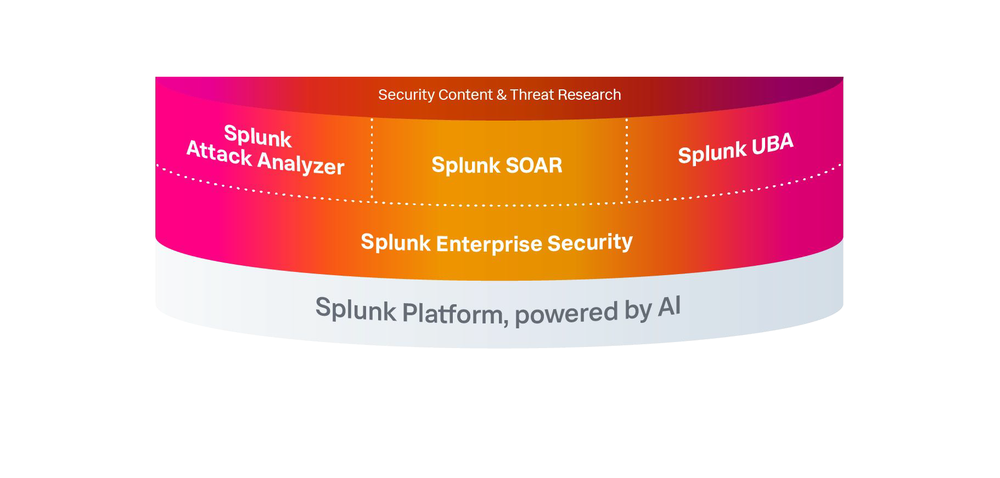 Security Content & Threat Research
Splunk
Attack Analyzer
Splunk SOAR
Splunk UBA
Splunk Enterprise Security
Splunk Platform, powered by AI